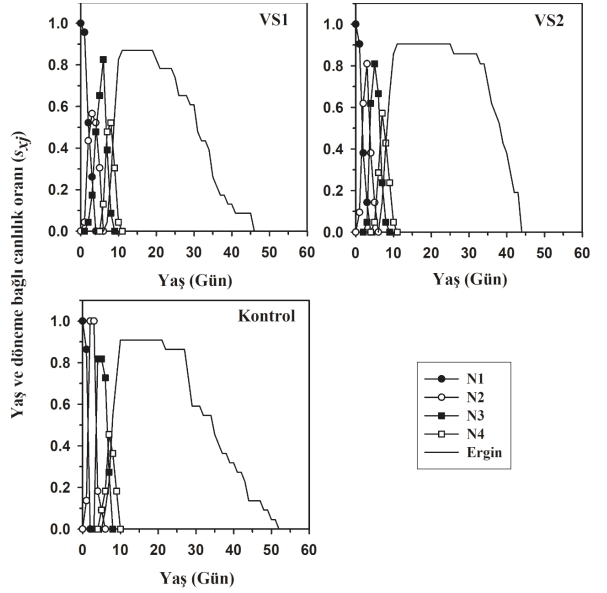 VS1
1.0
0.8
0.6
0.4
0.2
0.0
0 10 20 30 40 50 60
Yaş (Gün)
VS2
1.0
0.8
0.6
0.4
0.2
0.0
0 10 20 30 40 50 60
Yaş (Gün)
Yaş ve döneme bağlı canlılık oranı (sxj)
Kontrol
1.0
0.8
0.6
0.4
0.2
0.0
0 10 20 30 40 50 60
Yaş (Gün)
N1
N2
N3
N4
Ergin